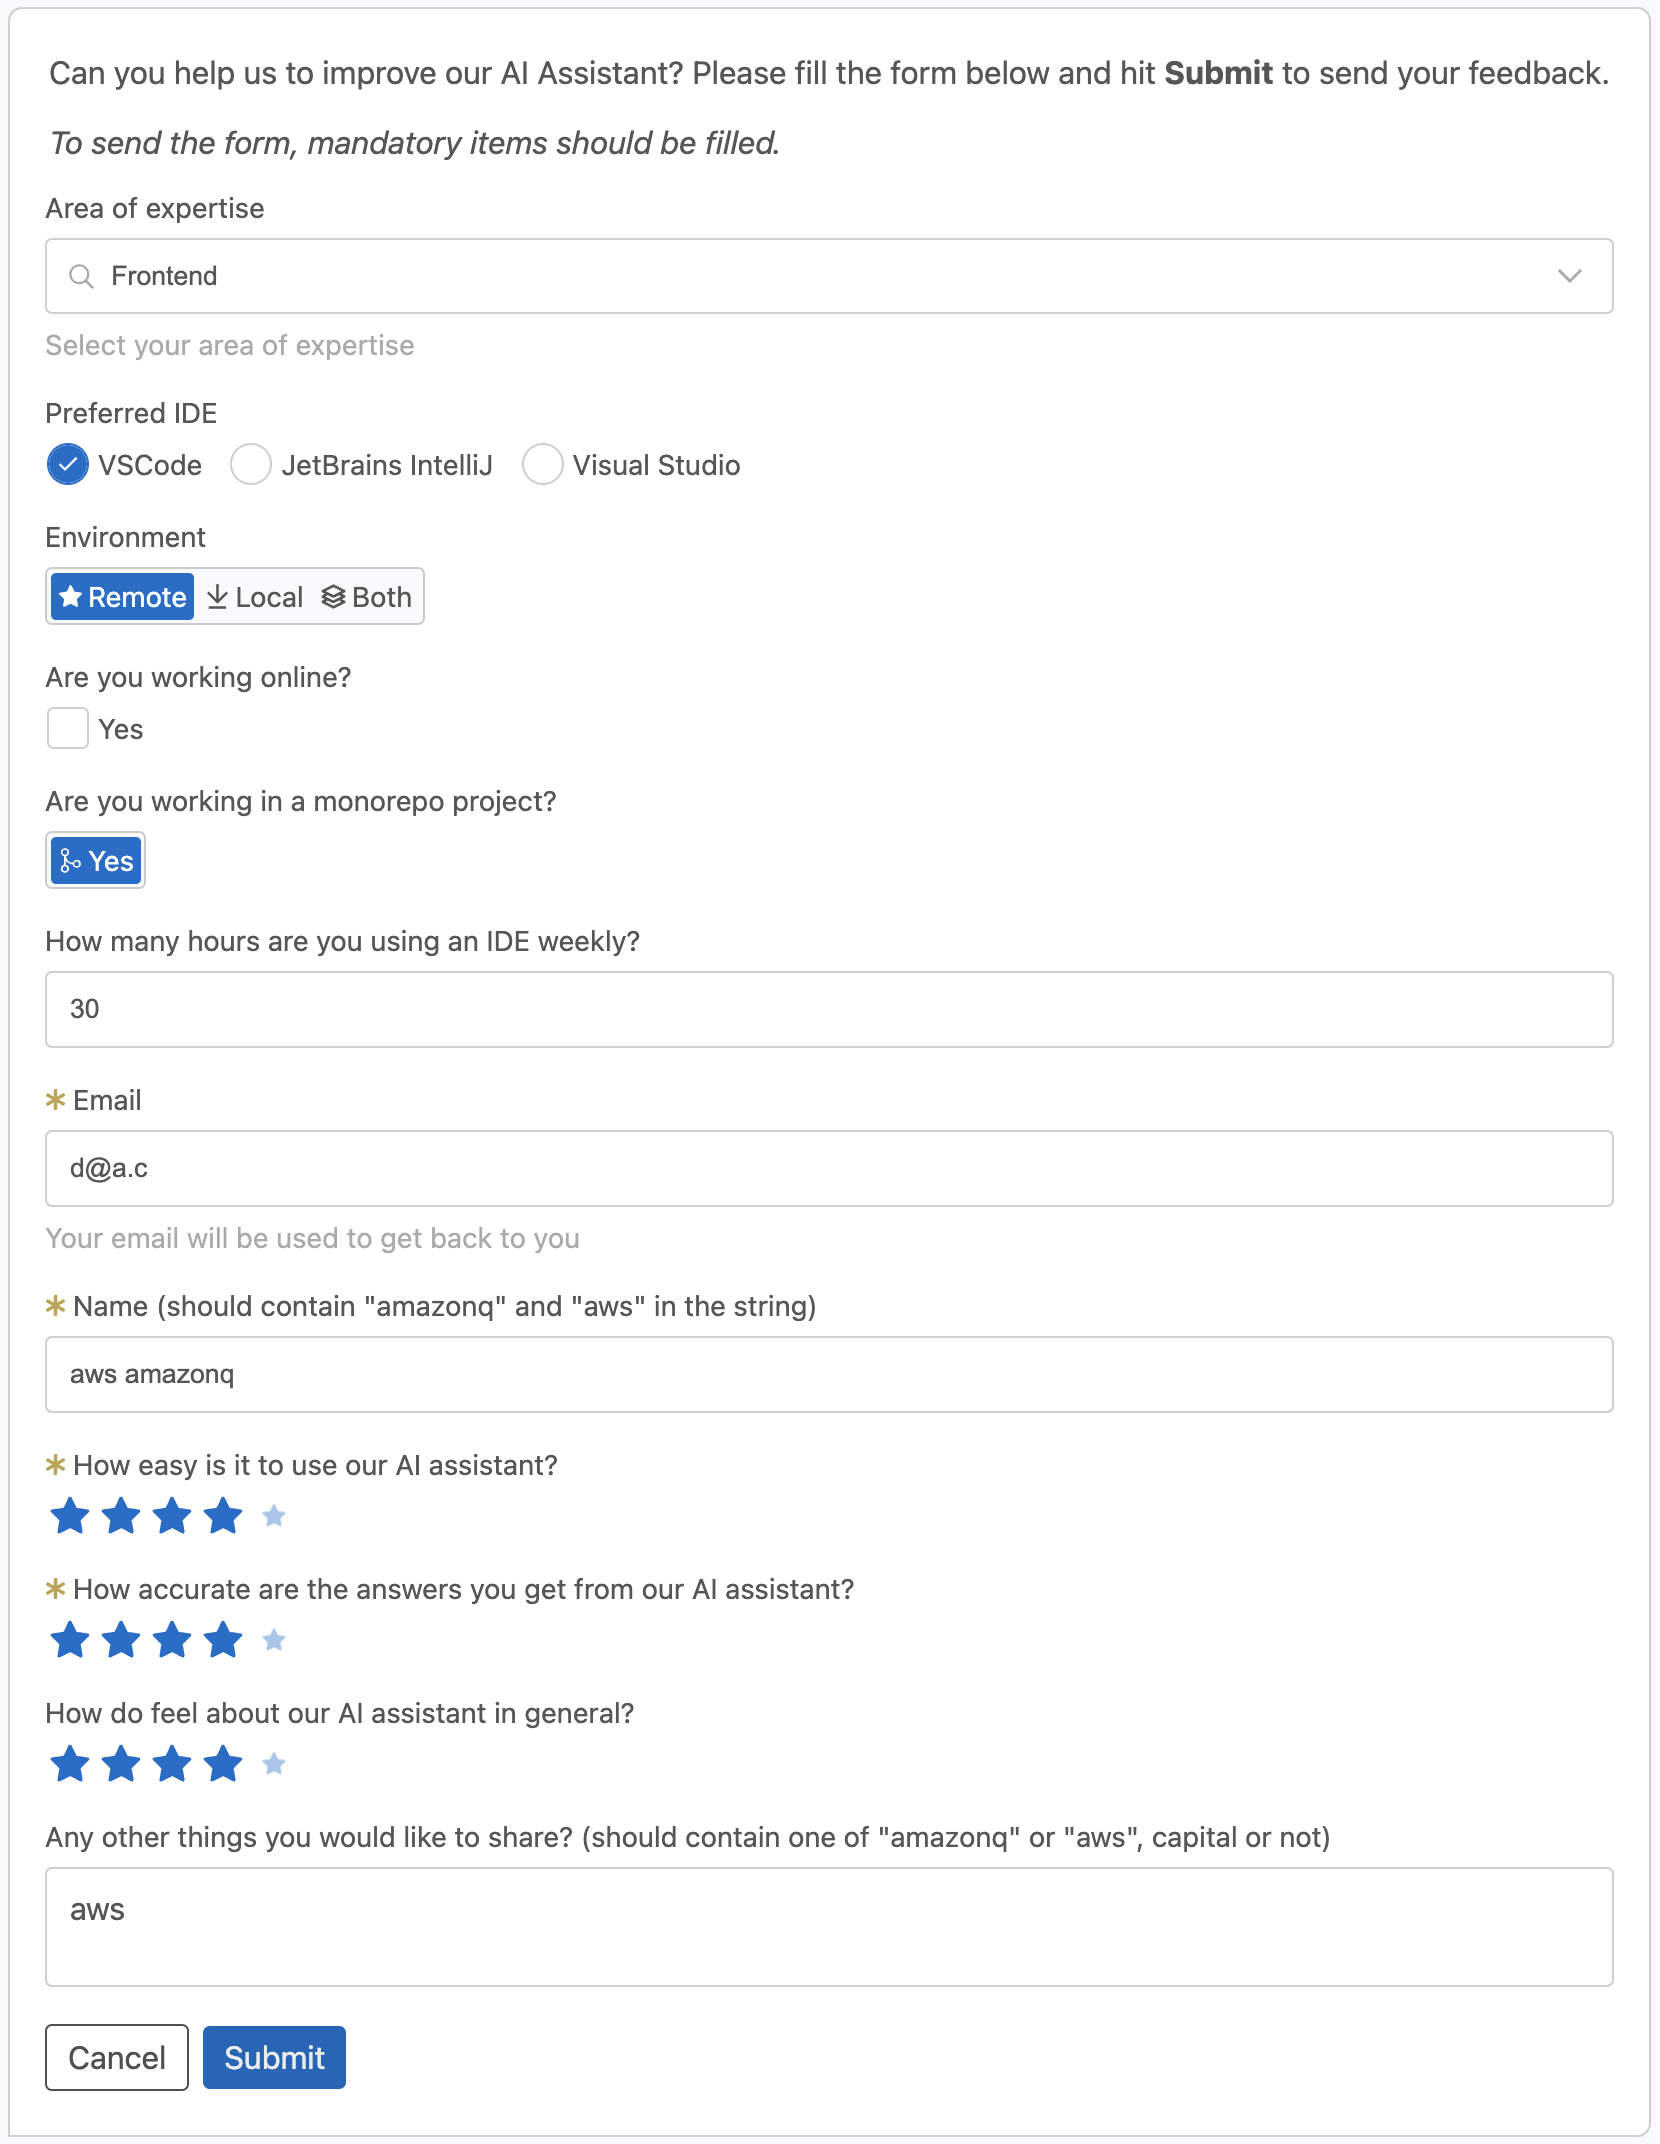 Can you help us to improve our AI Assistant? Please fill the form below and hit Submit to send your feedback.
To send the form, mandatory items should be filled.
Area of expertise
Frontend
Select your area of expertise
Preferred IDE
VSCode JetBrains IntelliJ Visual Studio
Environment
Remote Local Both
Are you working online?
Yes
Are you working in a monorepo project?
Yes
How many hours are you using an IDE weekly?
30
* Email
d@a.c
Your email will be used to get back to you
* Name (should contain "amazonq" and "aws" in the string)
aws amazonq
* How easy is it to use our AI assistant?
* How accurate are the answers you get from our AI assistant?
How do feel about our AI assistant in general?
Any other things you would like to share? (should contain one of "amazonq" or "aws", capital or not)
aws
Cancel Submit